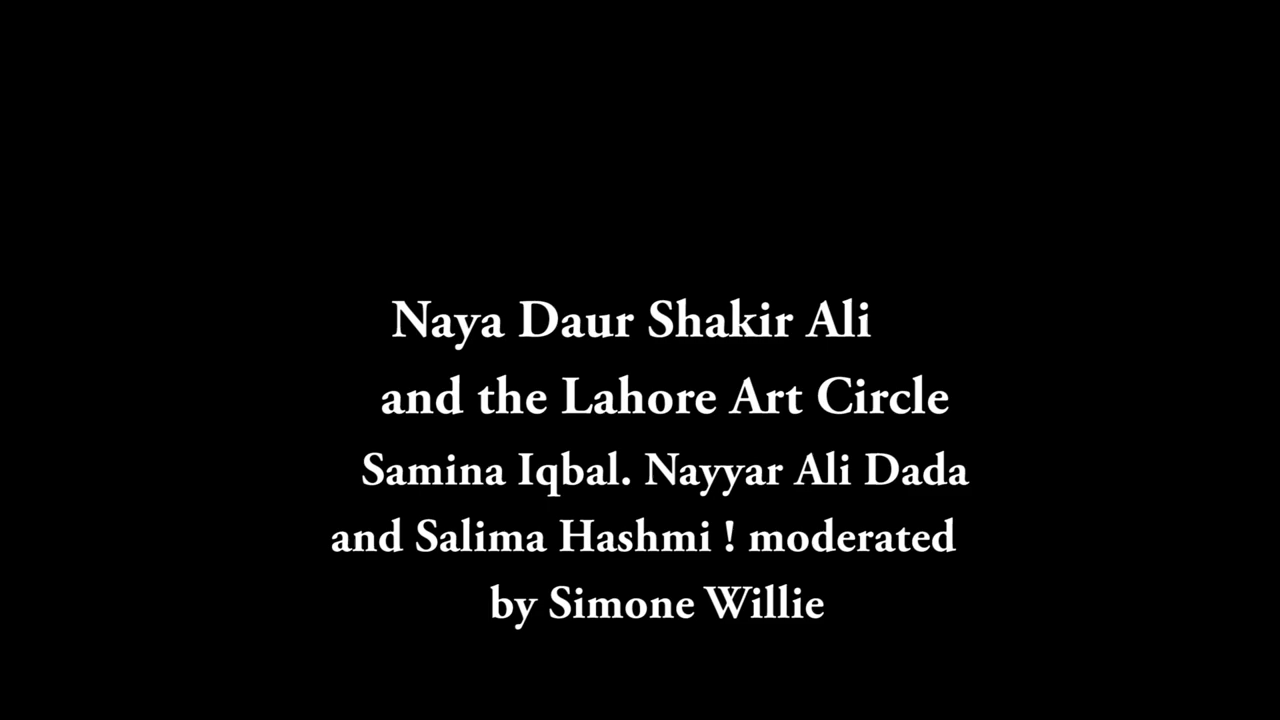 Naya Daur Shakir Ali
and the Lahore Art Circle
Samina Iqbal. Nayyar Ali Dada
and Salima Hashmi ! moderated
by Simone Willie